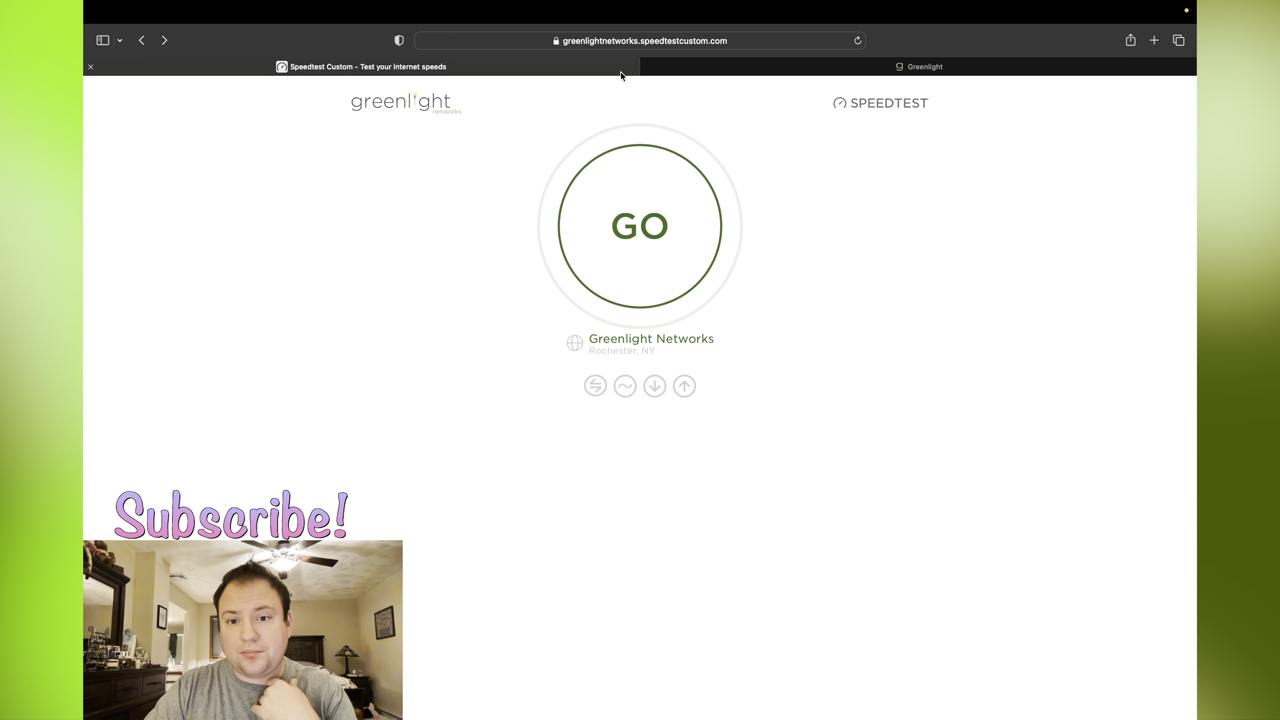 greenlightnetworks.speedtestcustom.com
Speedtest Custom - Test your internet speeds
Greenlight
greenlight
networks
SPEEDTEST
GO
Greenlight Networks
Rochester, NY
Subscribe!